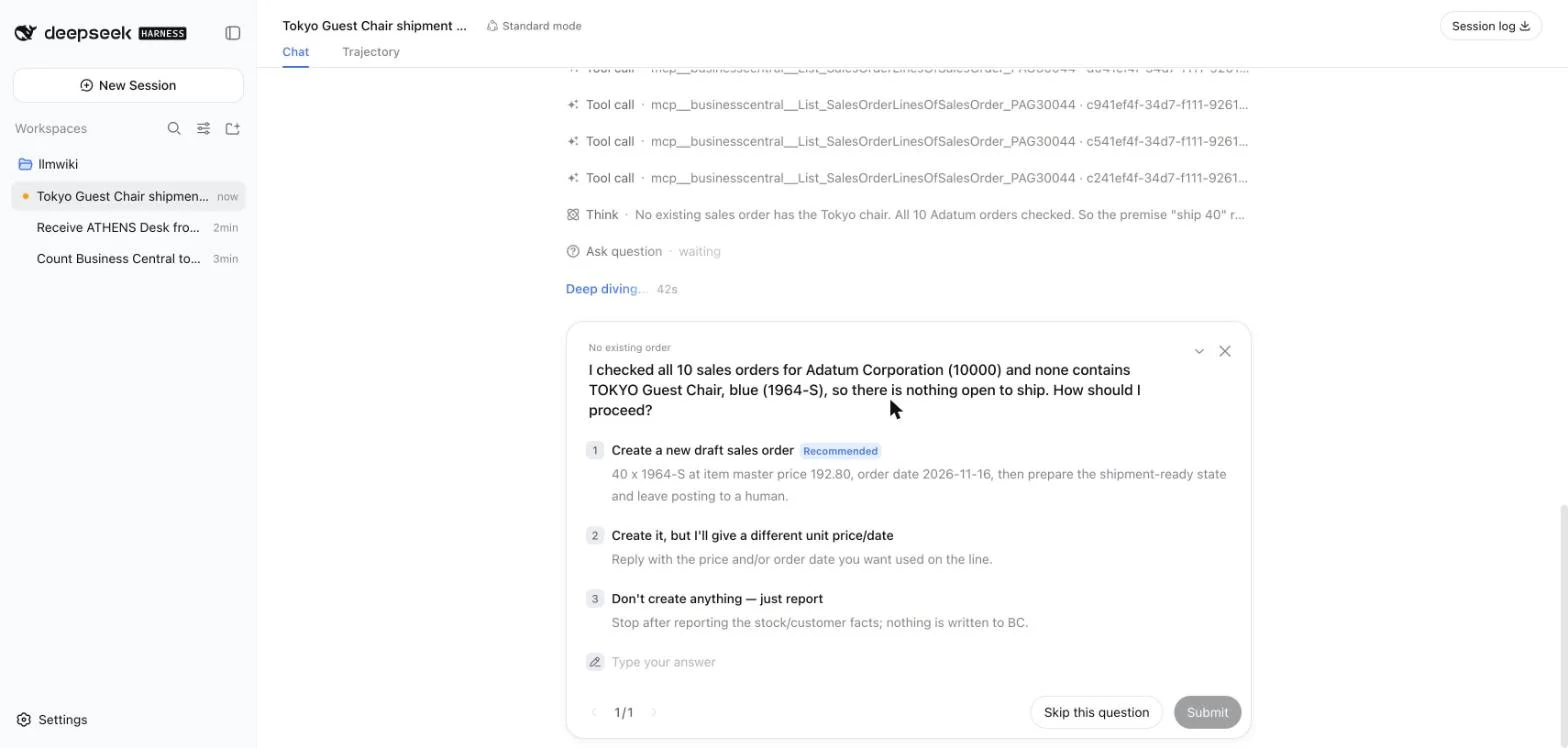 deepseek HARNESS
New Session
Workspaces
llmwiki
Tokyo Guest Chair shipmen... now
Receive ATHENS Desk fro... 2min
Count Business Central to... 3min
Settings
Tokyo Guest Chair shipment ... Standard mode
Session log
Chat Trajectory
Tool call · mcp__businesscentral__List_SalesOrderLinesOfSalesOrder_PAG30044
Tool call · mcp__businesscentral__List_SalesOrderLinesOfSalesOrder_PAG30044 · c941ef4f-34d7-f111-9261...
Tool call · mcp__businesscentral__List_SalesOrderLinesOfSalesOrder_PAG30044 · c541ef4f-34d7-f111-9261...
Tool call · mcp__businesscentral__List_SalesOrderLinesOfSalesOrder_PAG30044 · c241ef4f-34d7-f111-9261...
Think · No existing sales order has the Tokyo chair. All 10 Adatum orders checked. So the premise "ship 40" r...
Ask question · waiting
Deep diving... 42s
No existing order
I checked all 10 sales orders for Adatum Corporation (10000) and none contains
TOKYO Guest Chair, blue (1964-S), so there is nothing open to ship. How should I
proceed?
1 Create a new draft sales order Recommended
40 x 1964-S at item master price 192.80, order date 2026-11-16, then prepare the shipment-ready state
and leave posting to a human.
2 Create it, but I'll give a different unit price/date
Reply with the price and/or order date you want used on the line.
3 Don't create anything — just report
Stop after reporting the stock/customer facts; nothing is written to BC.
Type your answer
1/1
Skip this question
Submit